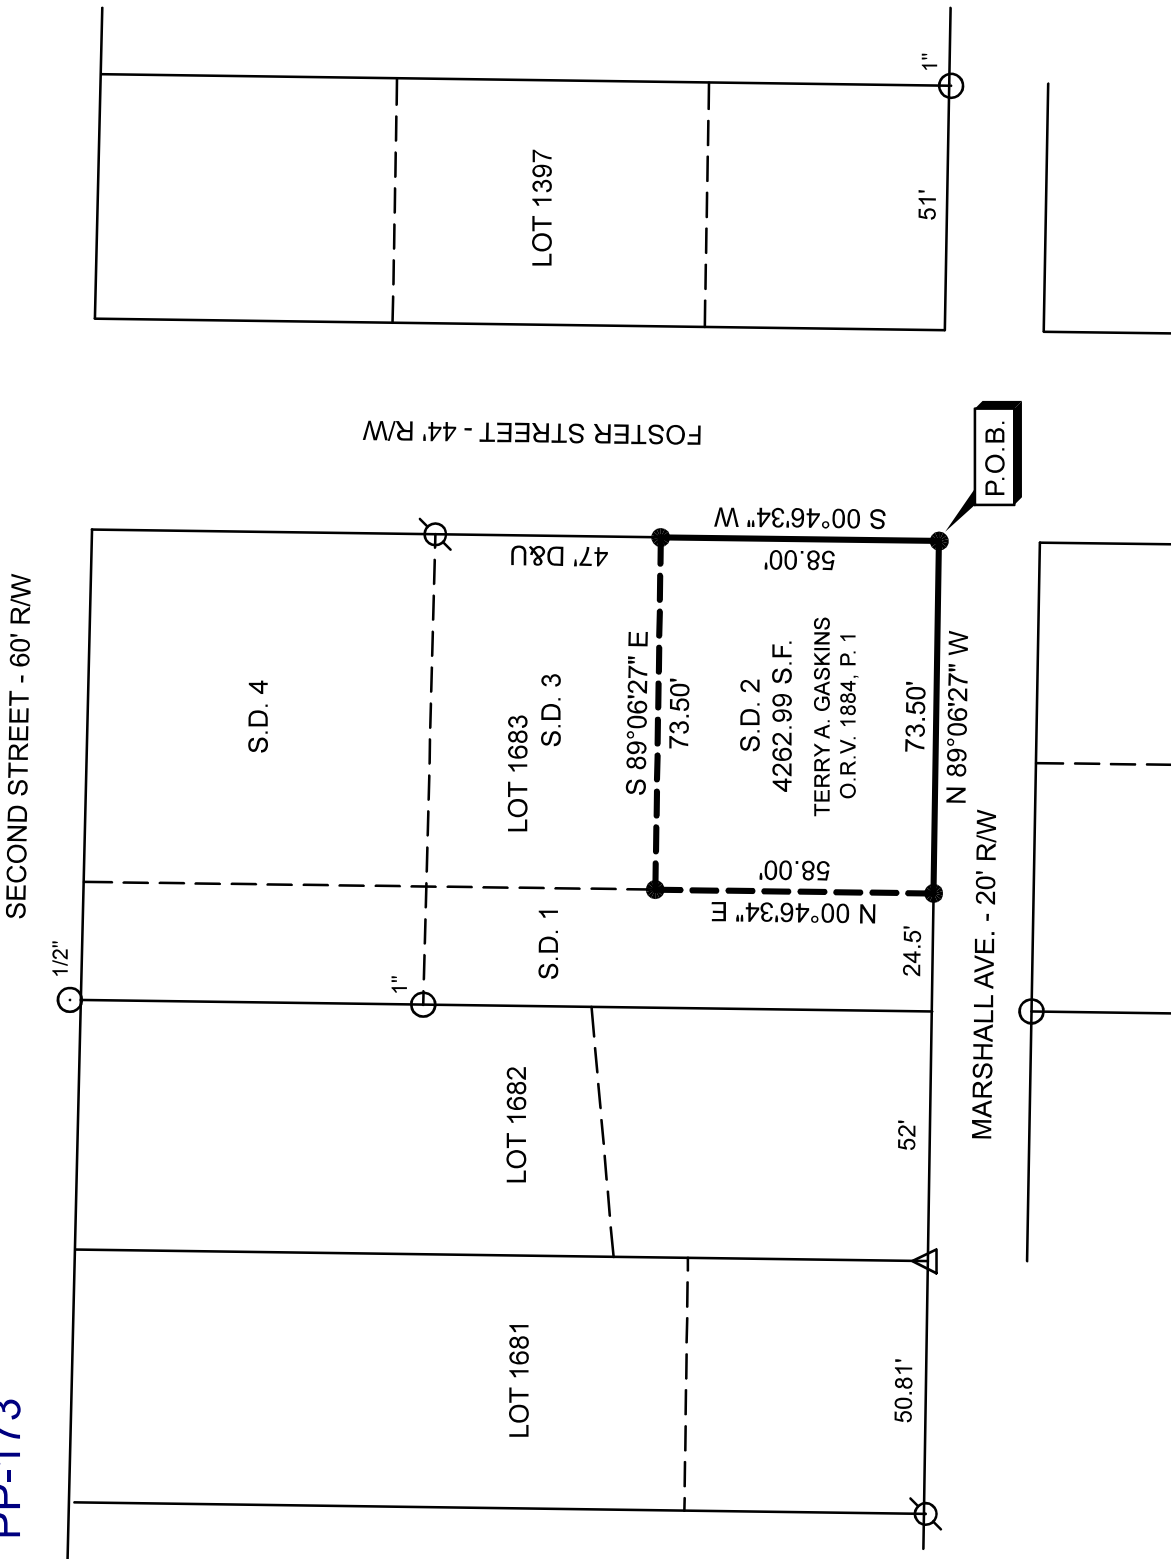 PP-173
SECOND STREET - 60' R/W
1/2"
1"
S.D. 4
LOT 1683
S.D. 3
S.D. 1
47' D&U
FOSTER STREET - 44' R/W
LOT 1397
51'
1"
S 89°06'27" E
73.50'
S 00°46'34" W
58.00'
S.D. 2
4262.99 S.F.
TERRY A. GASKINS
O.R.V. 1884, P. 1
58.00'
N 00°46'34" E
73.50'
N 89°06'27" W
P.O.B.
24.5'
MARSHALL AVE. - 20' R/W
LOT 1682
52'
LOT 1681
50.81'